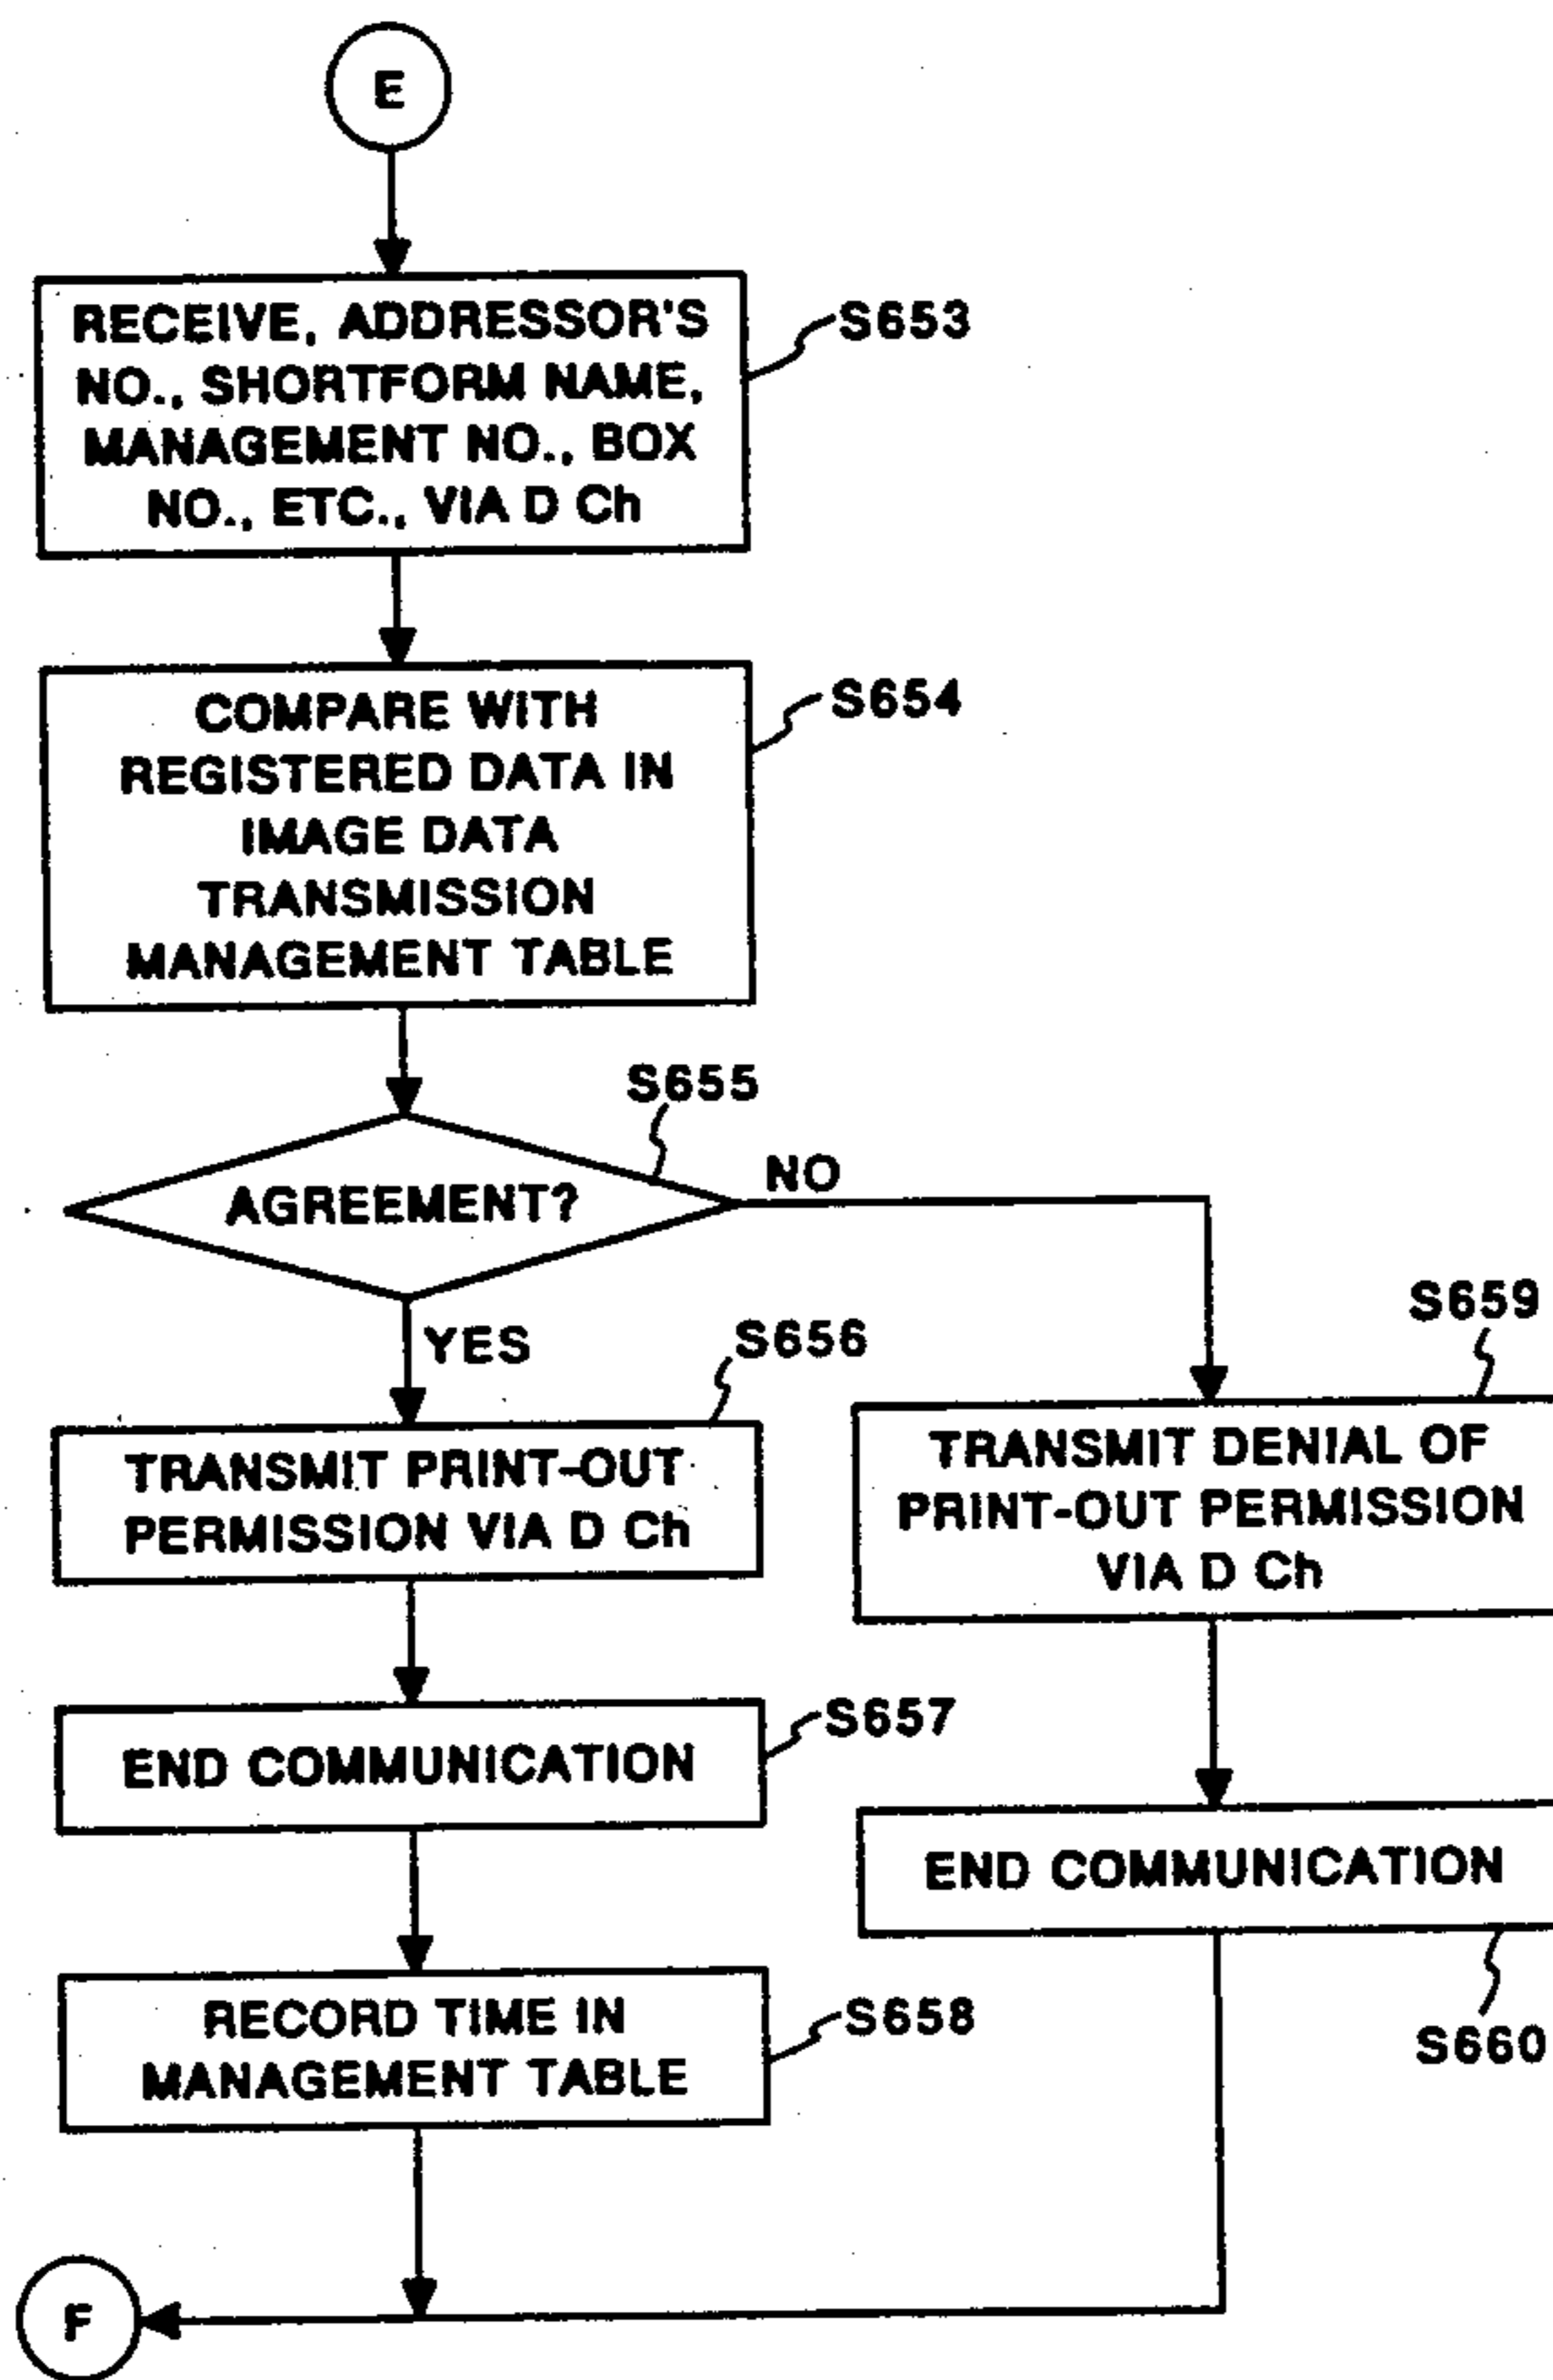 E
RECEIVE, ADDRESSOR'S
NO., SHORTFORM NAME,
MANAGEMENT NO., BOX
NO., ETC., VIA D Ch
S653
COMPARE WITH
REGISTERED DATA IN
IMAGE DATA
TRANSMISSION
MANAGEMENT TABLE
S654
S655
AGREEMENT?
NO
YES
S656
TRANSMIT PRINT-OUT
PERMISSION VIA D Ch
S659
TRANSMIT DENIAL OF
PRINT-OUT PERMISSION
VIA D Ch
END COMMUNICATION
S657
END COMMUNICATION
S660
RECORD TIME IN
MANAGEMENT TABLE
S658
F